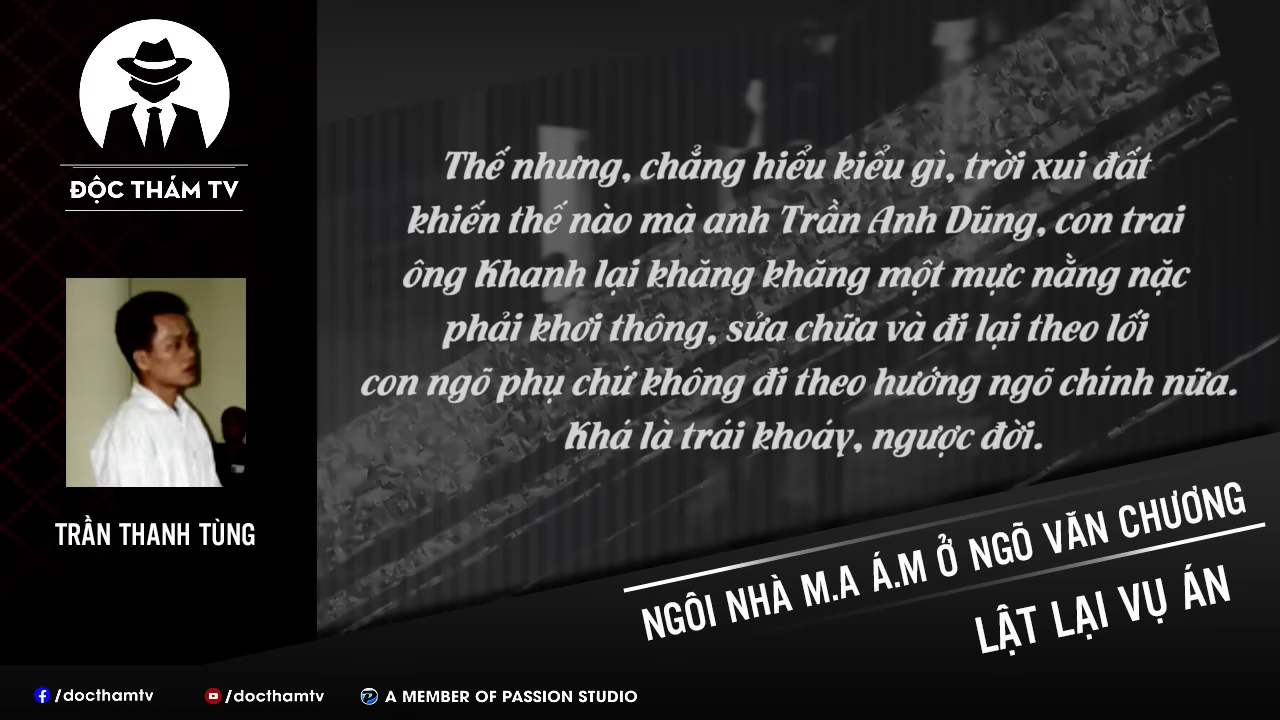 ĐỘC THÁM TV
TRẦN THANH TÙNG
Thế nhưng, chẳng hiểu kiểu gì, trời xui đất
khiến thế nào mà anh Trần Anh Dũng, con trai
ông Khanh lại khăng khăng một mực nằng nặc
phải khơi thông, sửa chữa và đi lại theo lối
con ngõ phụ chứ không đi theo hướng ngõ chính nữa.
Khá là trái khoáy, ngược đời.
NGÔI NHÀ M.A Á.M Ở NGÕ VĂN CHƯƠNG
LẬT LẠI VỤ ÁN
/docthamtv
/docthamtv
A MEMBER OF PASSION STUDIO